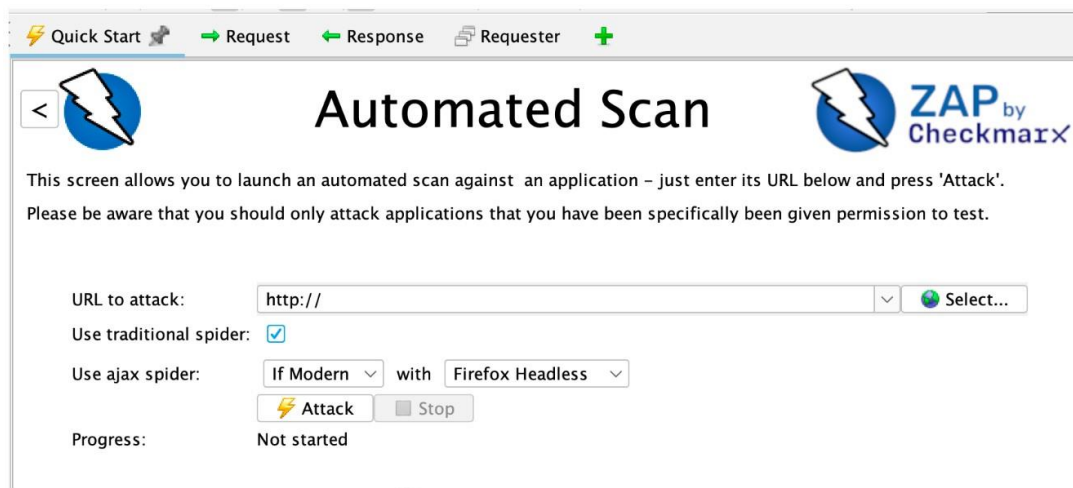 Quick Start Request Response Requester
<
Automated Scan
ZAP by
Checkmarx
This screen allows you to launch an automated scan against an application – just enter its URL below and press 'Attack'.
Please be aware that you should only attack applications that you have been specifically been given permission to test.
URL to attack: http:// Select...
Use traditional spider:
Use ajax spider: If Modern with Firefox Headless
Attack Stop
Progress: Not started